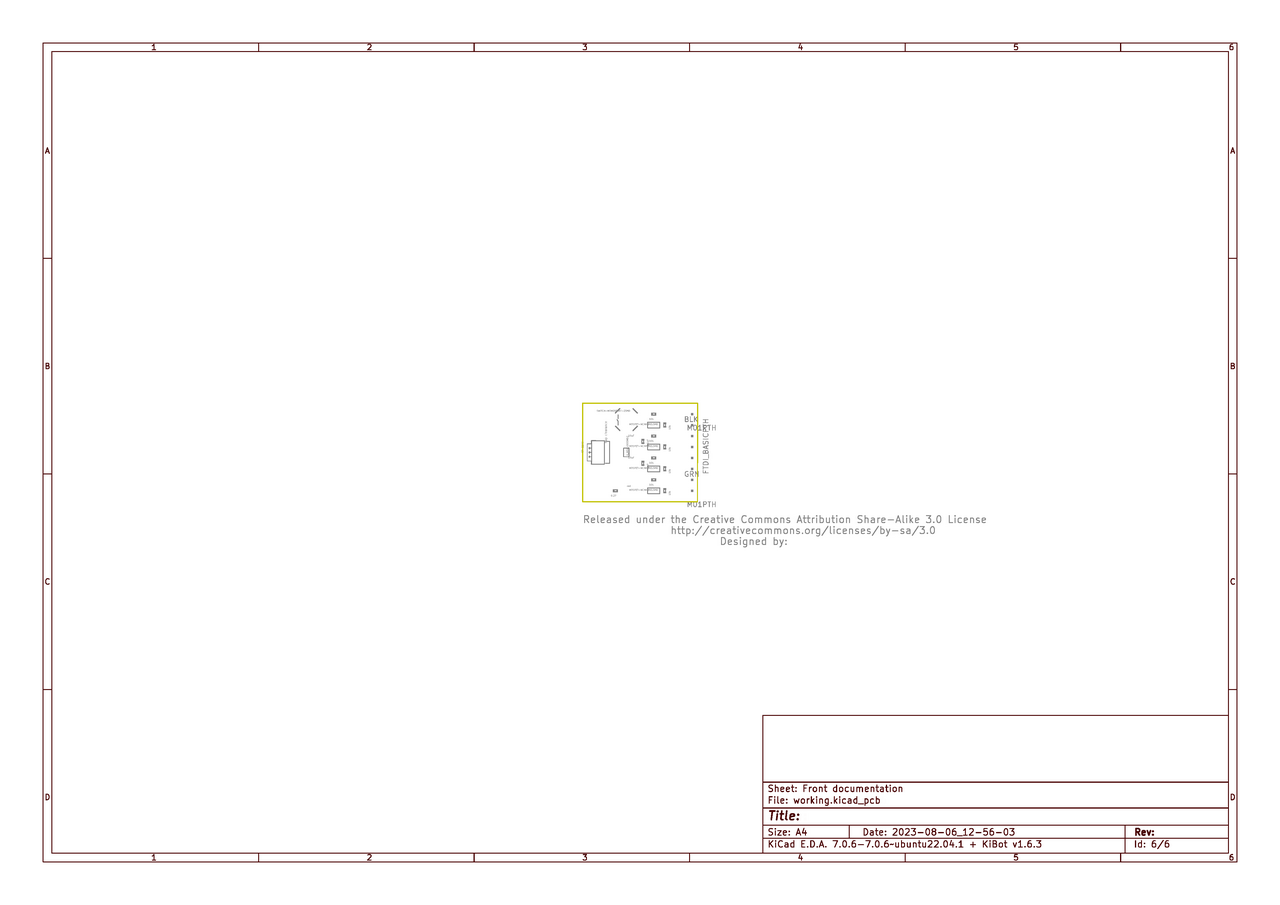 1 2 3 4 5 6
A A
B B
BLK
M01PTH
FTDI_BASICPTH
GRN
M01PTH
Released under the Creative Commons Attribution Share-Alike 3.0 License
http://creativecommons.org/licenses/by-sa/3.0
Designed by:
C C
Sheet: Front documentation
File: working.kicad_pcb
D D
Title:
Size: A4 Date: 2023-08-06_12-56-03 Rev:
KiCad E.D.A. 7.0.6-7.0.6~ubuntu22.04.1 + KiBot v1.6.3 Id: 6/6
1 2 3 4 5 6